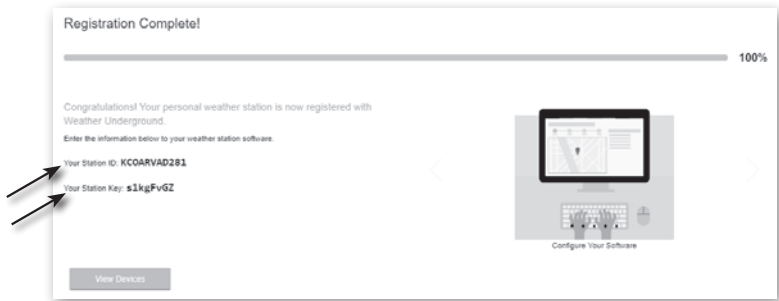 Registration Complete!
100%
Congratulations! Your personal weather station is now registered with
Weather Underground.
Enter the information below to your weather station software.
Your Station ID: KCOARVAD281
Your Station Key: s1kgFvGZ
Configure Your Software
View Devices